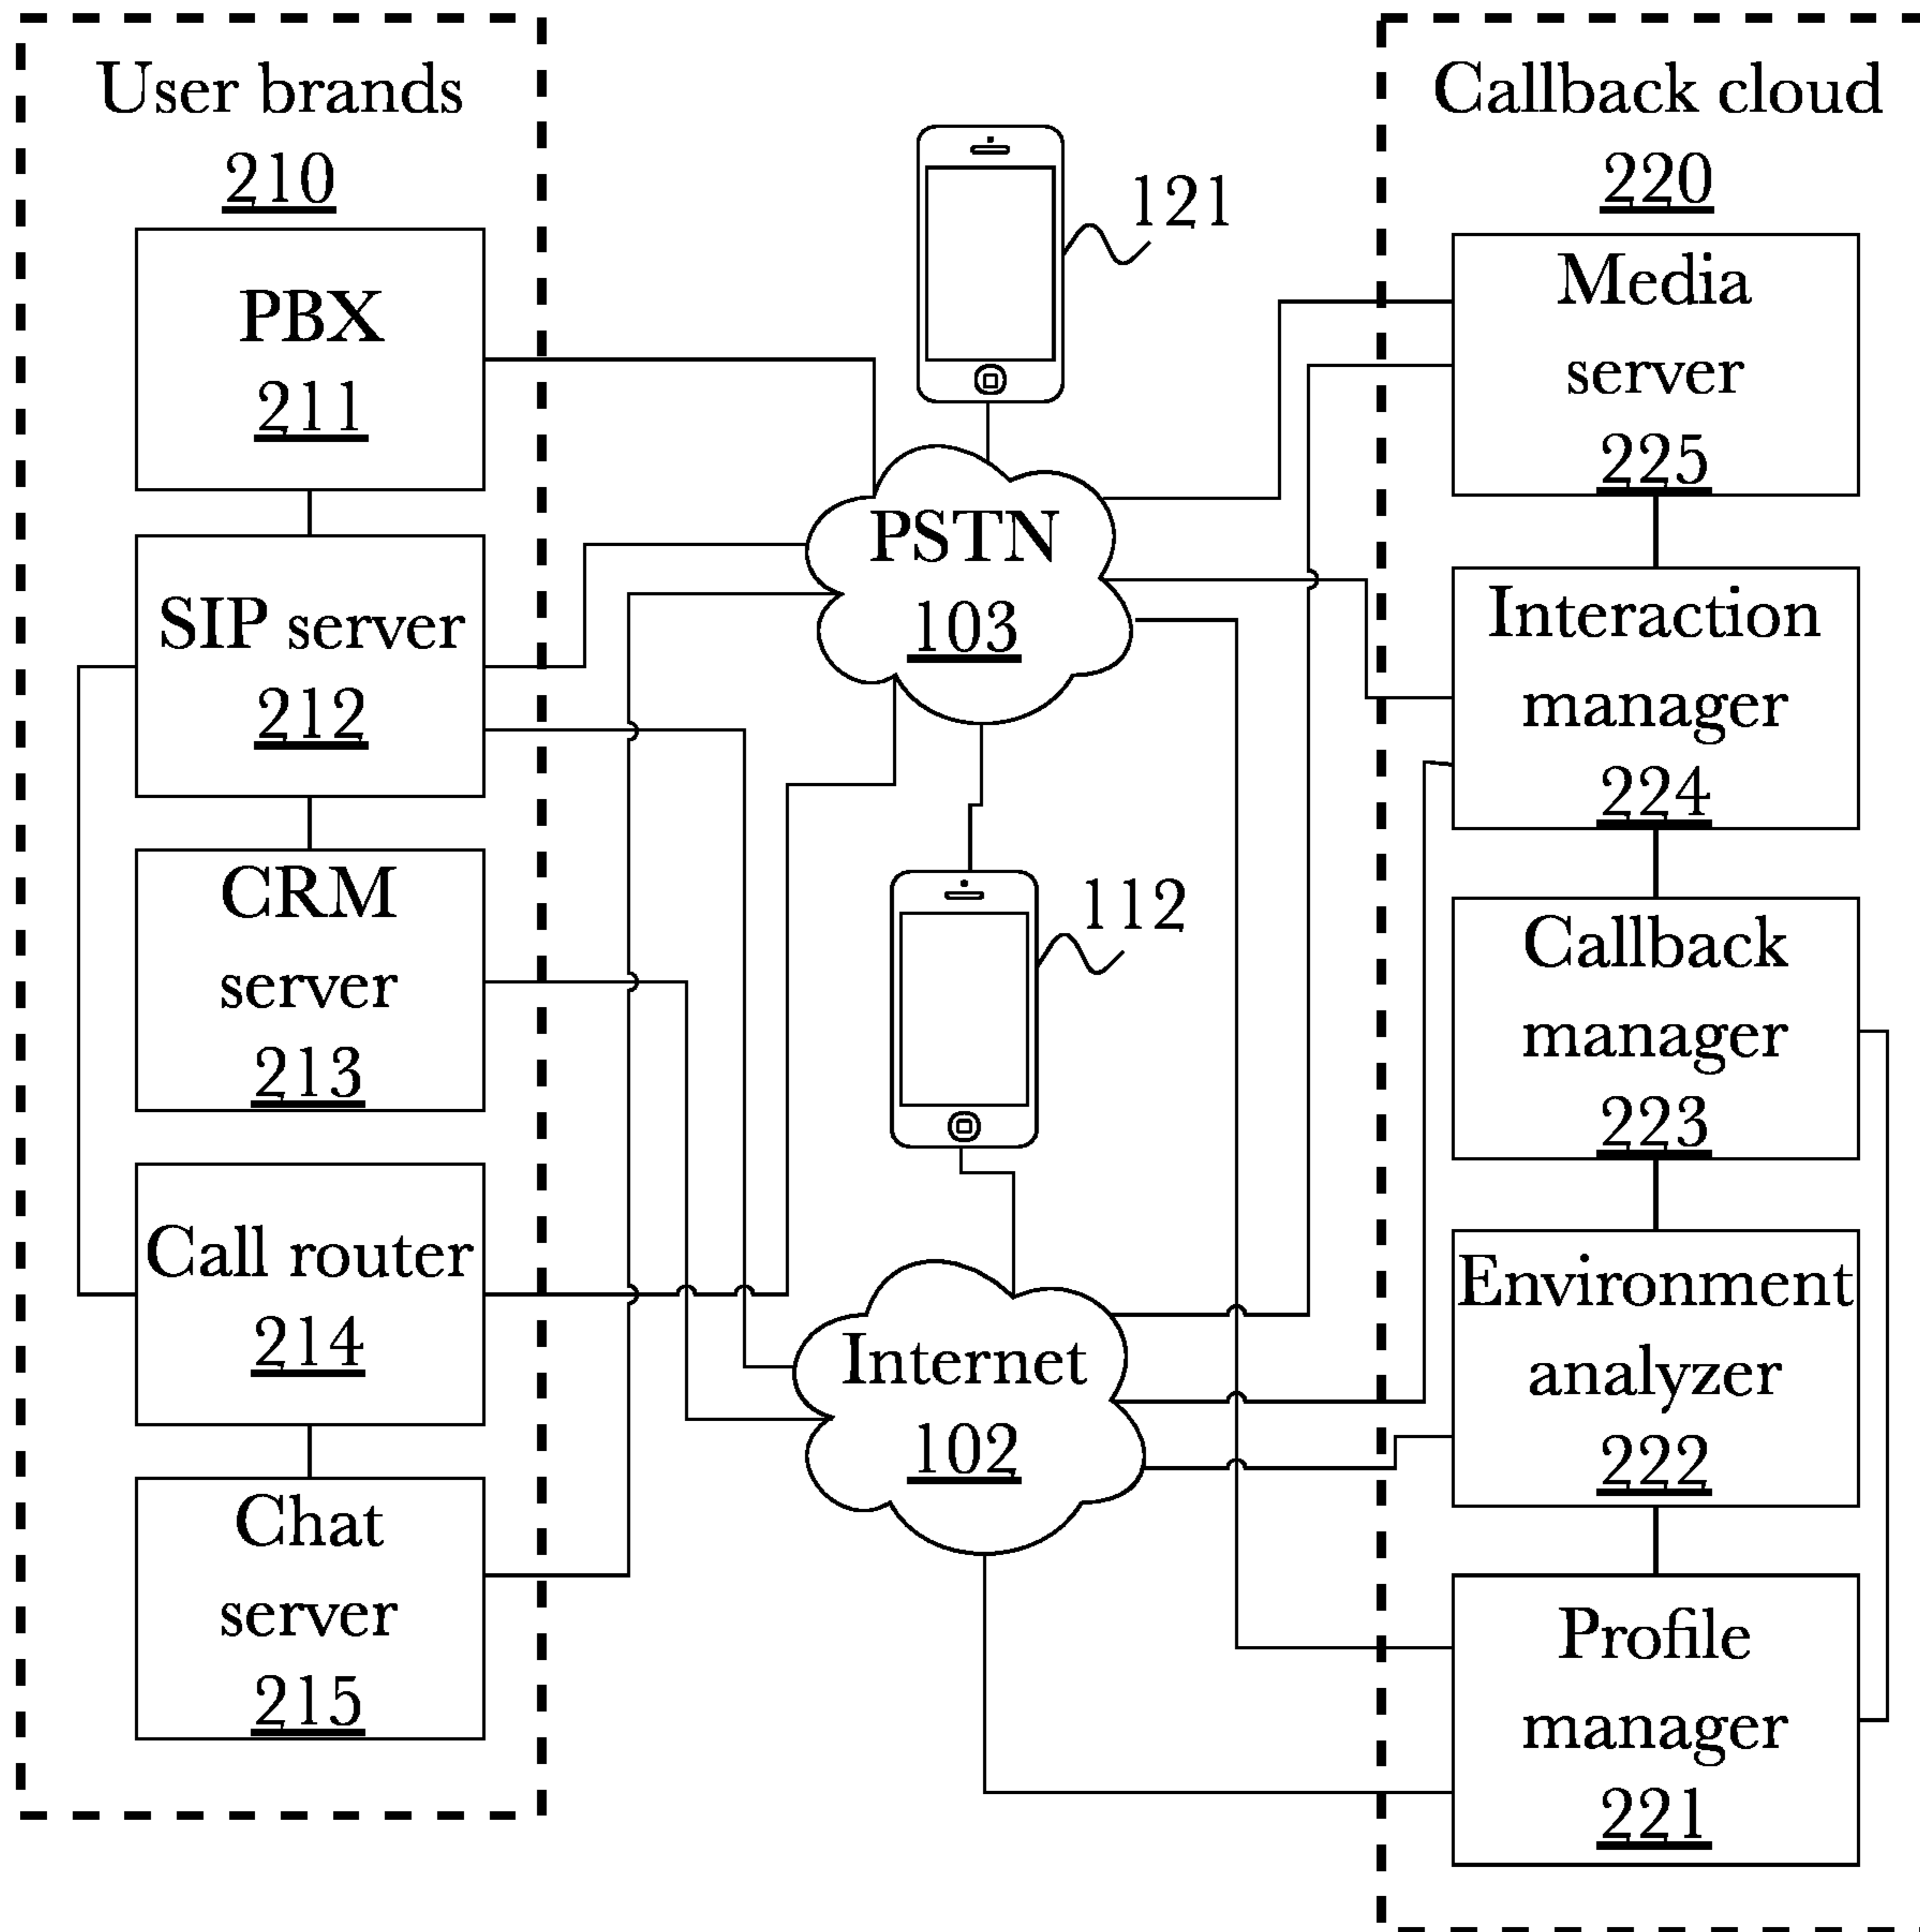 User brands
210
PBX
211
SIP server
212
CRM
server
213
Call router
214
Chat
server
215
121
PSTN
103
112
Internet
102
Callback cloud
220
Media
server
225
Interaction
manager
224
Callback
manager
223
Environment
analyzer
222
Profile
manager
221